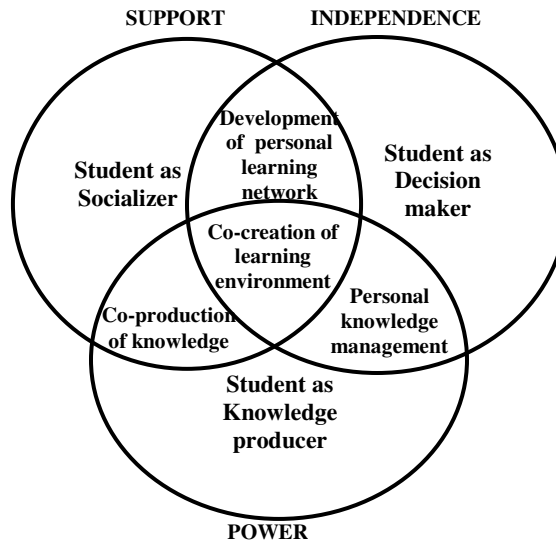 SUPPORT
INDEPENDENCE
Development
of personal
learning
network
Student as
Socializer
Student as
Decision
maker
Co-creation of
learning
environment
Co-production
of knowledge
Personal
knowledge
management
Student as
Knowledge
producer
POWER